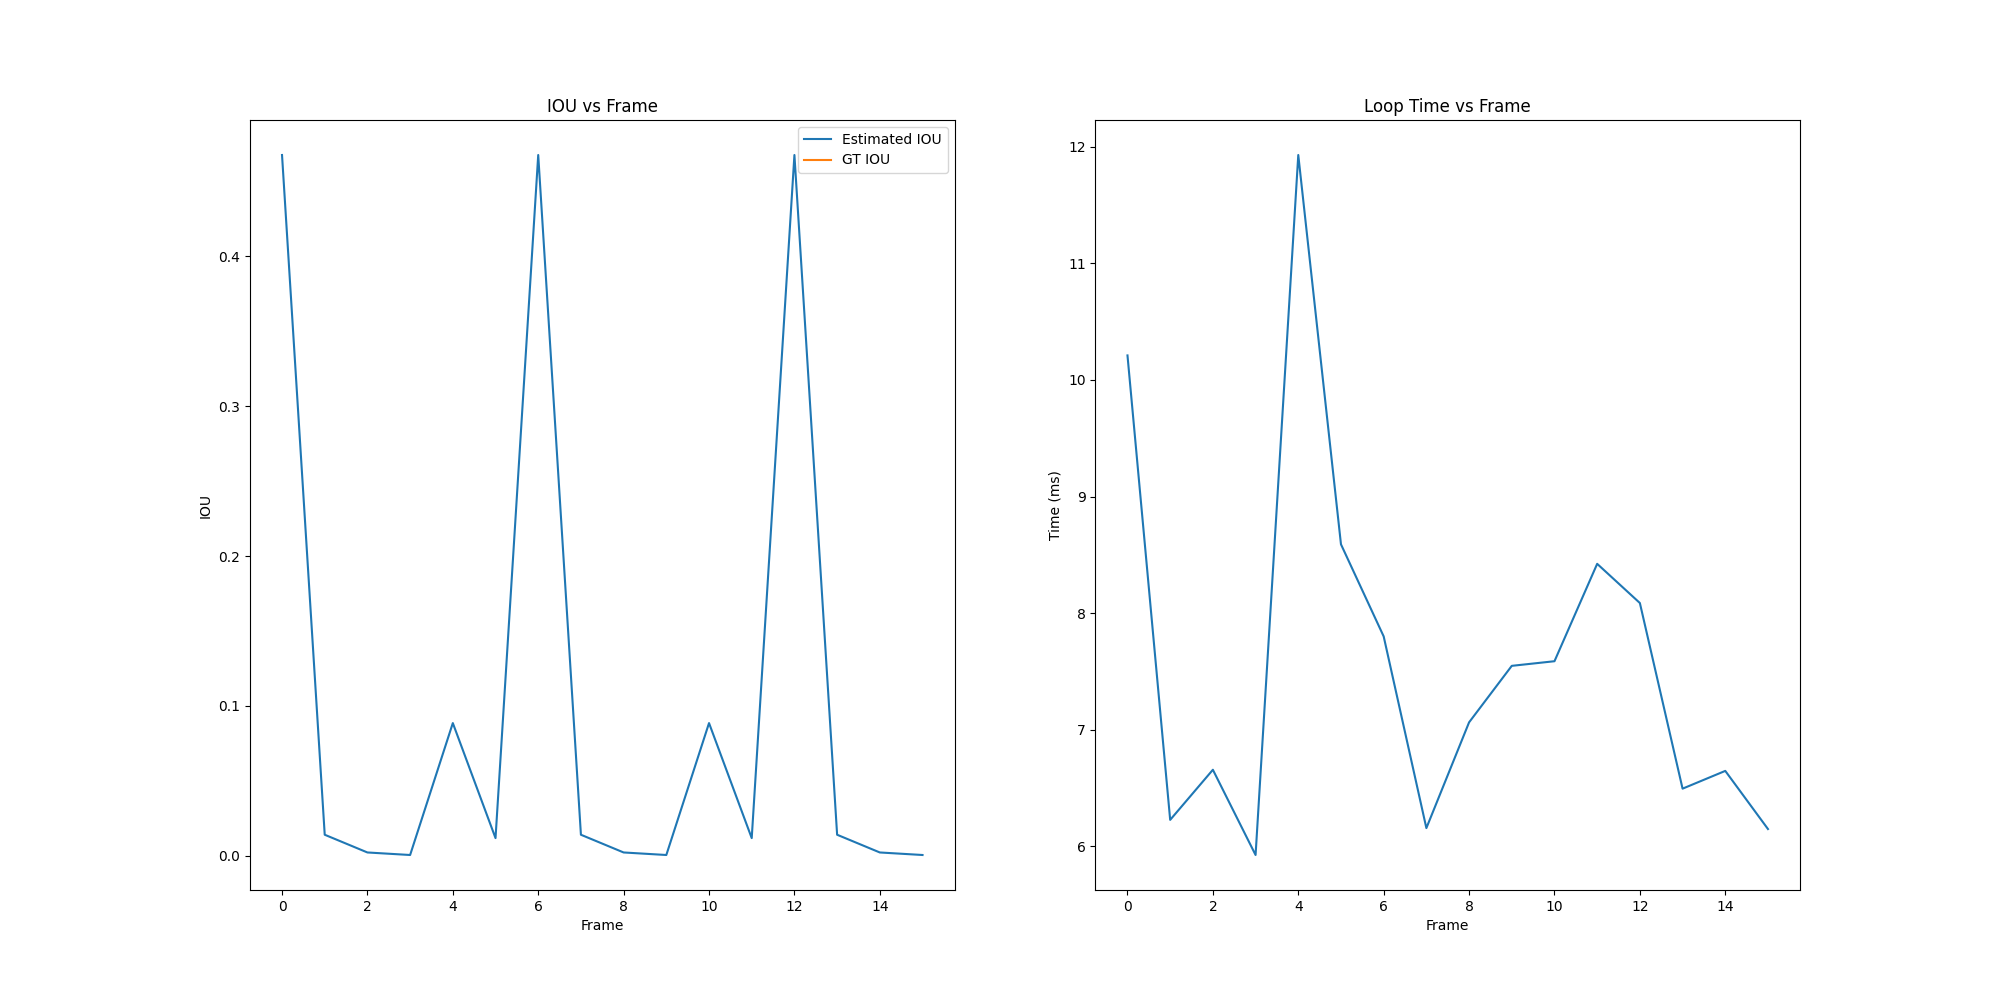 IOU vs Frame
Estimated IOU
GT IOU
0.4
0.3
0.2
0.1
0.0
IOU
0 2 4 6 8 10 12 14
Frame
Loop Time vs Frame
12
11
10
9
8
7
6
Time (ms)
0 2 4 6 8 10 12 14
Frame